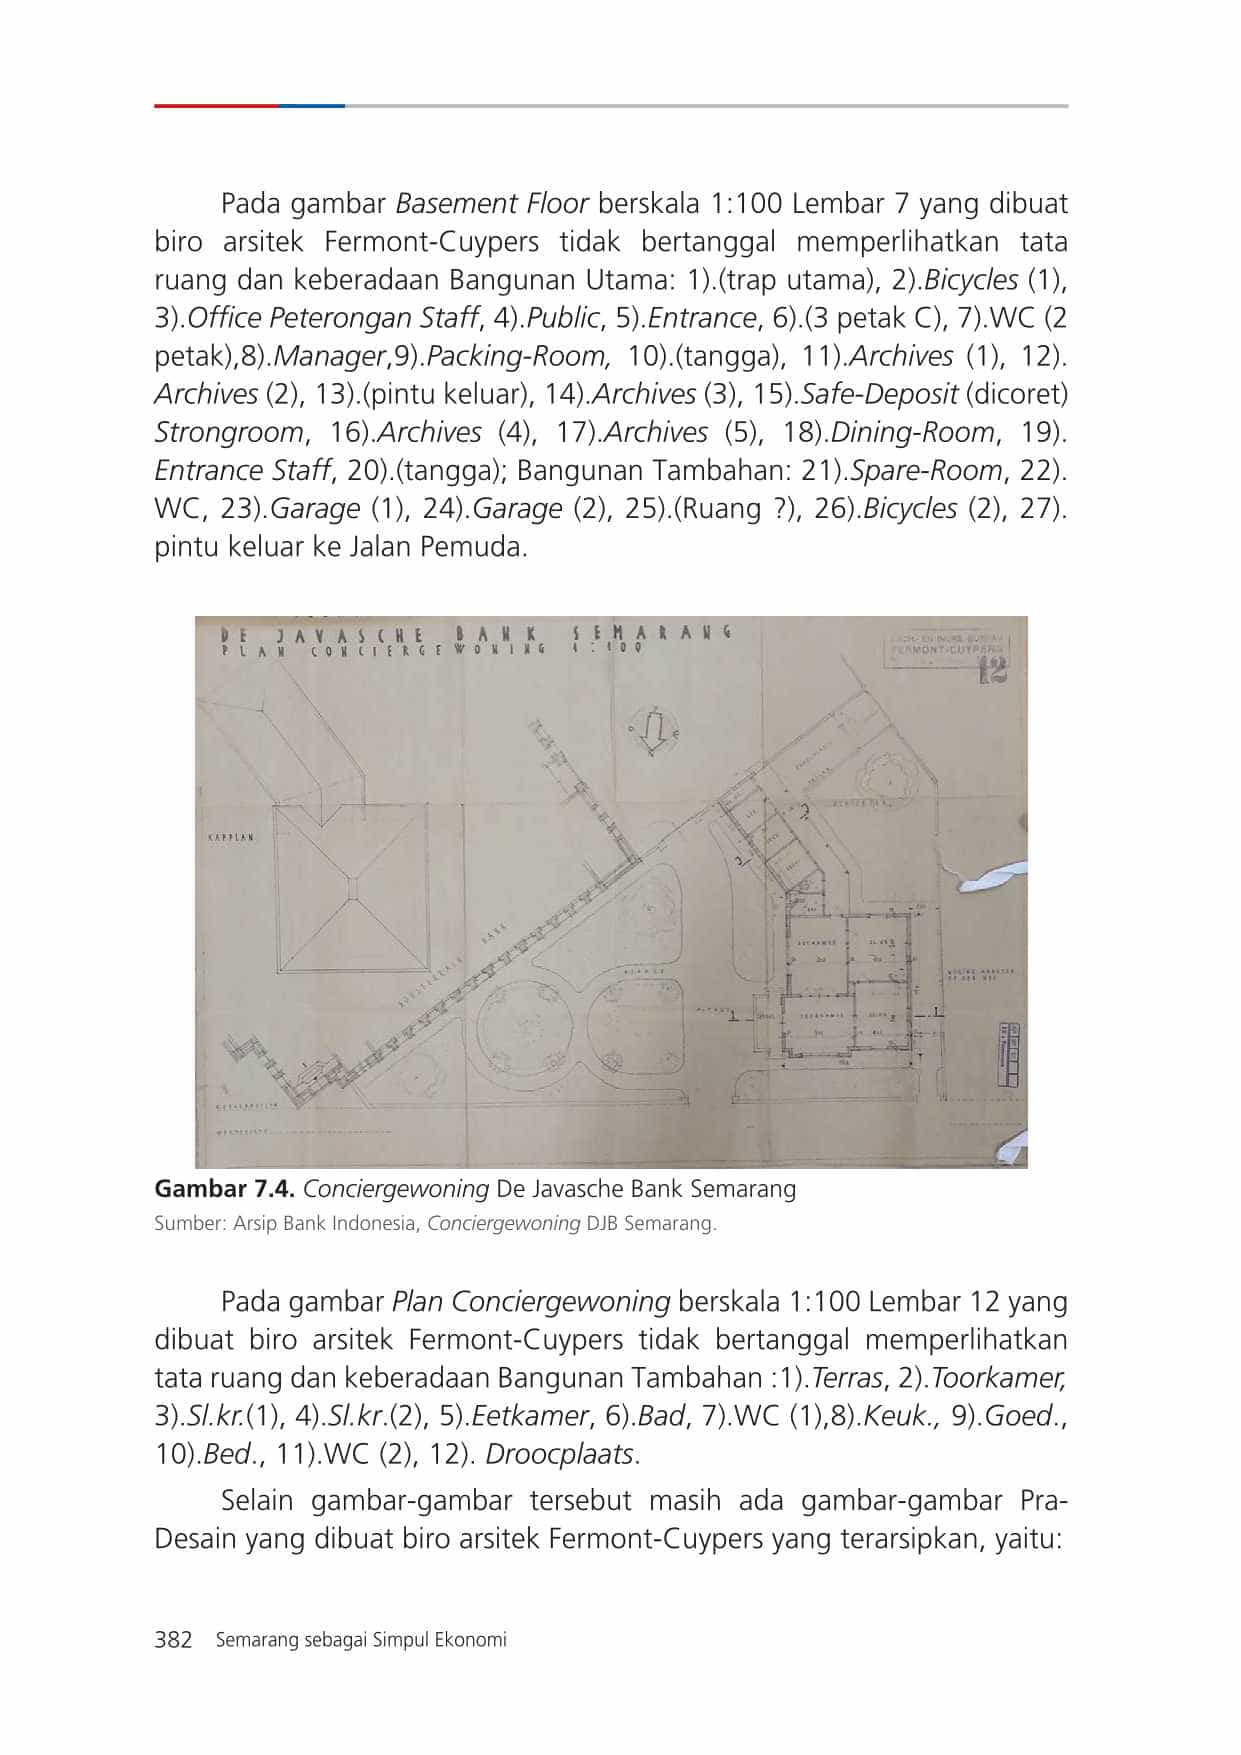 Pada gambar Basement Floor berskala 1:100 Lembar 7 yang dibuat
biro arsitek Fermont-Cuypers tidak bertanggal memperlihatkan tata
ruang dan keberadaan Bangunan Utama: 1).(trap utama), 2).Bicycles (1),
3).Office Peterongan Staff, 4).Public, 5).Entrance, 6).(3 petak C), 7).WC (2
petak),8).Manager,9).Packing-Room, 10).(tangga), 11).Archives (1), 12).
Archives (2), 13).(pintu keluar), 14).Archives (3), 15).Safe-Deposit (dicoret)
Strongroom, 16).Archives (4), 17).Archives (5), 18).Dining-Room, 19).
Entrance Staff, 20).(tangga); Bangunan Tambahan: 21).Spare-Room, 22).
WC, 23).Garage (1), 24).Garage (2), 25).(Ruang ?), 26).Bicycles (2), 27).
pintu keluar ke Jalan Pemuda.
DE JAVASCHE BANK SEMARANG
PLAN CONCIERGEWONING 1:100
FERMONT-CUYPERS
12
KAPPLAN
BANK
Gambar 7.4. Conciergewoning De Javasche Bank Semarang
Sumber: Arsip Bank Indonesia, Conciergewoning DJB Semarang.
Pada gambar Plan Conciergewoning berskala 1:100 Lembar 12 yang
dibuat biro arsitek Fermont-Cuypers tidak bertanggal memperlihatkan
tata ruang dan keberadaan Bangunan Tambahan :1).Terras, 2).Toorkamer,
3).Sl.kr.(1), 4).Sl.kr.(2), 5).Eetkamer, 6).Bad, 7).WC (1),8).Keuk., 9).Goed.,
10).Bed., 11).WC (2), 12). Droocplaats.
Selain gambar-gambar tersebut masih ada gambar-gambar Pra-
Desain yang dibuat biro arsitek Fermont-Cuypers yang terarsipkan, yaitu:
382 Semarang sebagai Simpul Ekonomi